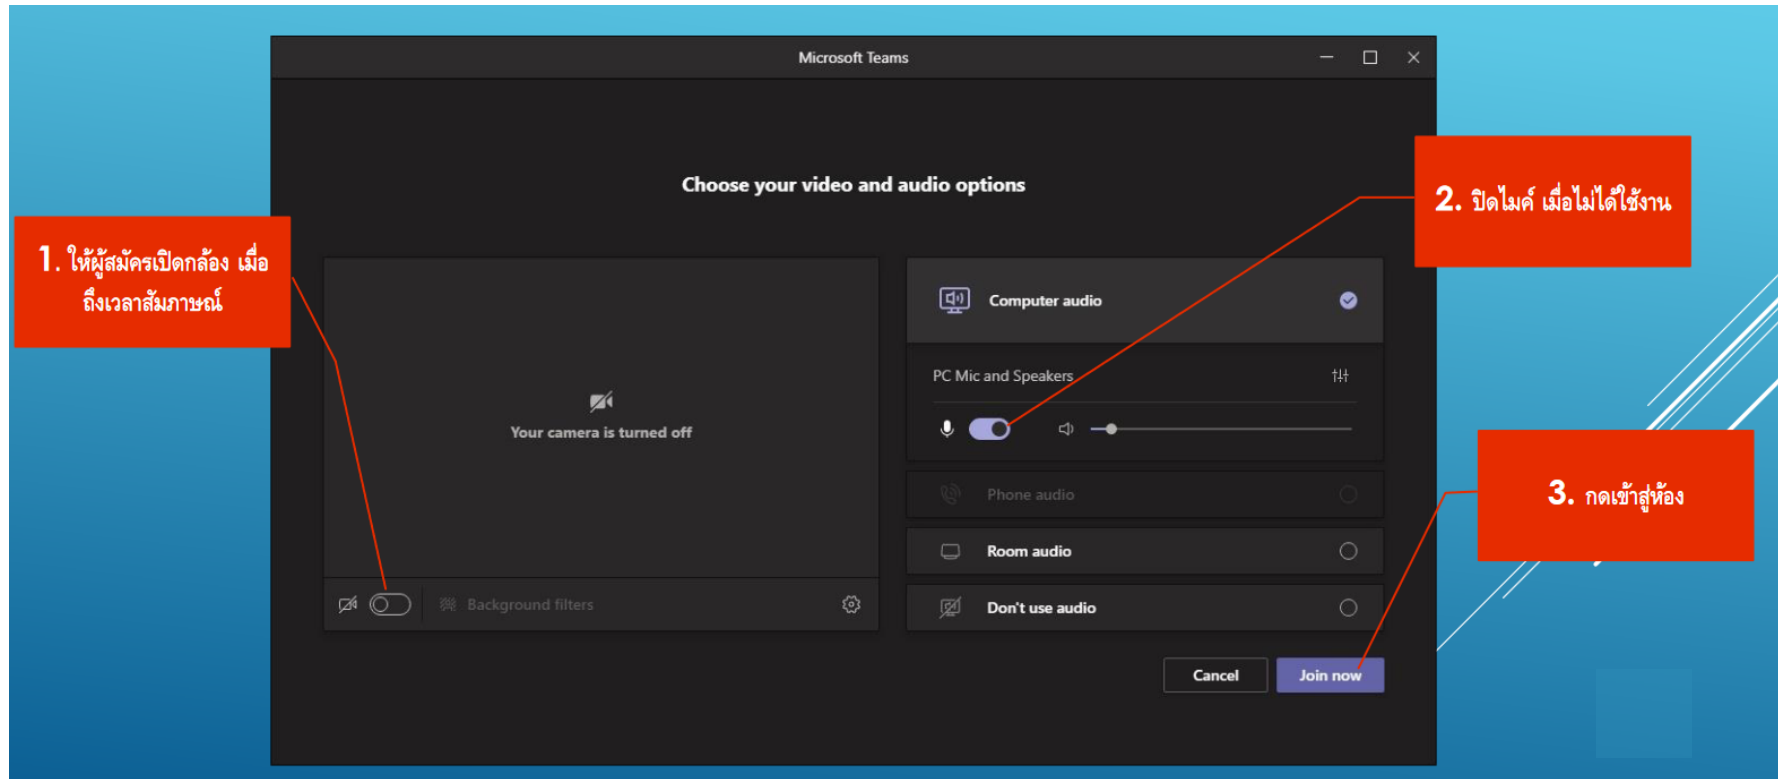 Microsoft Teams
Choose your video and audio options
1. ให้ผู้สมัครเปิดกล้อง เมื่อ
ถึงเวลาสัมภาษณ์
2. ปิดไมค์ เมื่อไม่ได้ใช้งาน
Computer audio
PC Mic and Speakers
Your camera is turned off
Phone audio
3. กดเข้าสู่ห้อง
Room audio
Background filters
Don't use audio
Cancel
Join now